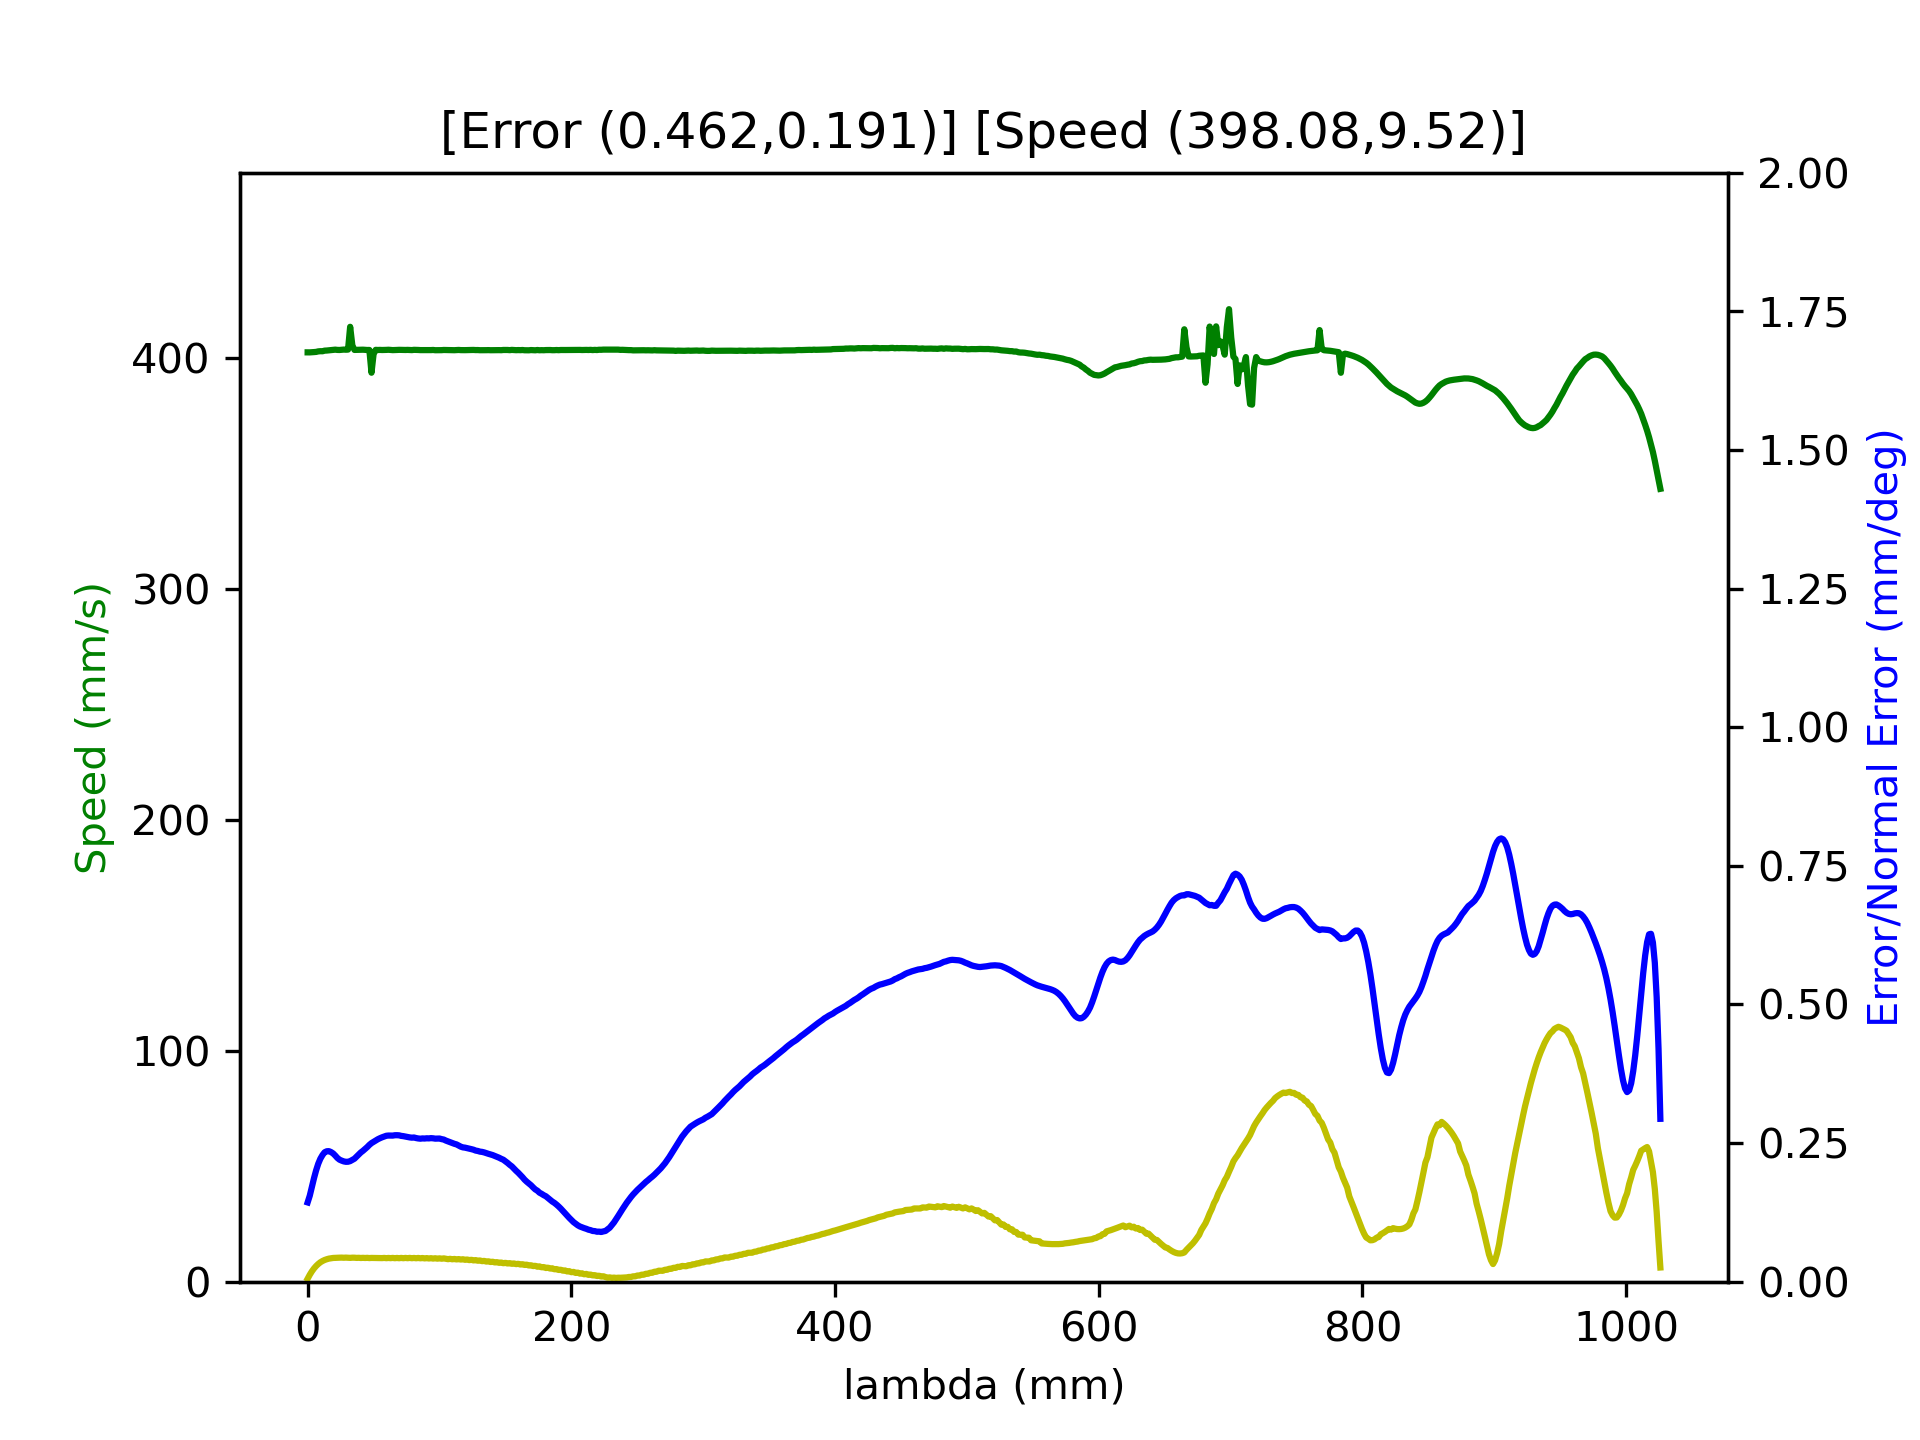 [Error (0.462,0.191)] [Speed (398.08,9.52)]
Speed (mm/s)
400
300
200
100
0
2.00
1.75
1.50
1.25
1.00
0.75
0.50
0.25
0.00
Error/Normal Error (mm/deg)
0 200 400 600 800 1000
lambda (mm)